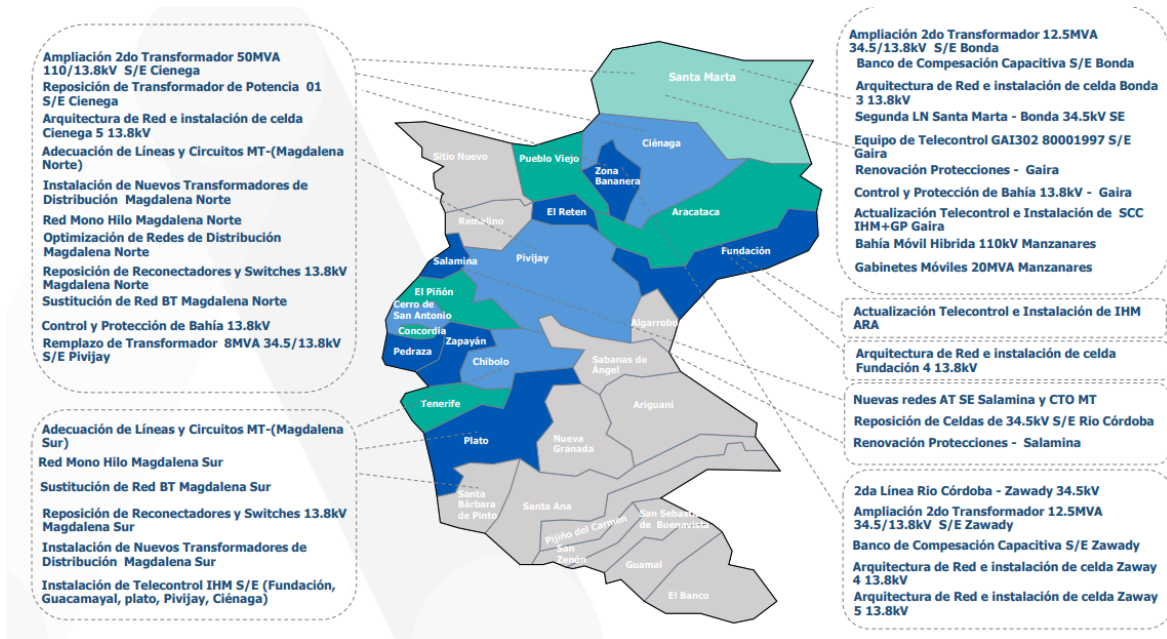 Ampliación 2do Transformador 50MVA
110/13.8kV S/E Cienega
Reposición de Transformador de Potencia 01
S/E Cienega
Arquitectura de Red e instalación de celda
Cienega 5 13.8kV
Adecuación de Líneas y Circuitos MT-(Magdalena
Norte)
Instalación de Nuevos Transformadores de
Distribución Magdalena Norte
Red Mono Hilo Magdalena Norte
Optimización de Redes de Distribución
Magdalena Norte
Reposición de Reconectadores y Switches 13.8kV
Magdalena Norte
Sustitución de Red BT Magdalena Norte
Control y Protección de Bahía 13.8kV
Remplazo de Transformador 8MVA 34.5/13.8kV
S/E Pivijay
Adecuación de Líneas y Circuitos MT-(Magdalena
Sur)
Red Mono Hilo Magdalena Sur
Sustitución de Red BT Magdalena Sur
Reposición de Reconectadores y Switches 13.8kV
Magdalena Sur
Instalación de Nuevos Transformadores de
Distribución Magdalena Sur
Instalación de Telecontrol IHM S/E (Fundación,
Guacamayal, plato, Pivijay, Ciénaga)
Santa Marta
Ciénaga
Sitio Nuevo
Pueblo Viejo
Zona
Bananera
Aracataca
El Reten
Remolino
Fundación
Salamina
Pivijay
El Piñón
Cerro de
San Antonio
Concordia
Algarrobo
Pedraza
Zapayán
Chibolo
Sabanas de
Ángel
Tenerife
Ariguaní
Plato
Nueva
Granada
Santa
Bárbara
de Pinto
Santa Ana
Pijiño del Carmen
San Sebastián
de Buenavista
San
Zenón
Guamal
El Banco
Ampliación 2do Transformador 12.5MVA
34.5/13.8kV S/E Bonda
Banco de Compesación Capacitiva S/E Bonda
Arquitectura de Red e instalación de celda Bonda
3 13.8kV
Segunda LN Santa Marta - Bonda 34.5kV SE
Equipo de Telecontrol GAI302 80001997 S/E
Gaira
Renovación Protecciones - Gaira
Control y Protección de Bahía 13.8kV - Gaira
Actualización Telecontrol e Instalación de SCC
IHM+GP Gaira
Bahía Móvil Hibrida 110kV Manzanares
Gabinetes Móviles 20MVA Manzanares
Actualización Telecontrol e Instalación de IHM
ARA
Arquitectura de Red e instalación de celda
Fundación 4 13.8kV
Nuevas redes AT SE Salamina y CTO MT
Reposición de Celdas de 34.5kV S/E Rio Córdoba
Renovación Protecciones - Salamina
2da Línea Rio Córdoba - Zawady 34.5kV
Ampliación 2do Transformador 12.5MVA
34.5/13.8kV S/E Zawady
Banco de Compesación Capacitiva S/E Zawady
Arquitectura de Red e instalación de celda Zaway
4 13.8kV
Arquitectura de Red e instalación de celda Zaway
5 13.8kV